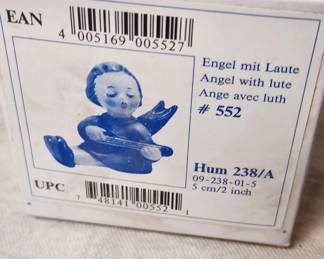 EAN
4 005169 005527
Engel mit Laute
Angel with lute
Ange avec luth
# 552
Hum 238/A
09-238-01-5
5 cm/2 inch
UPC
7 48141 00552 1